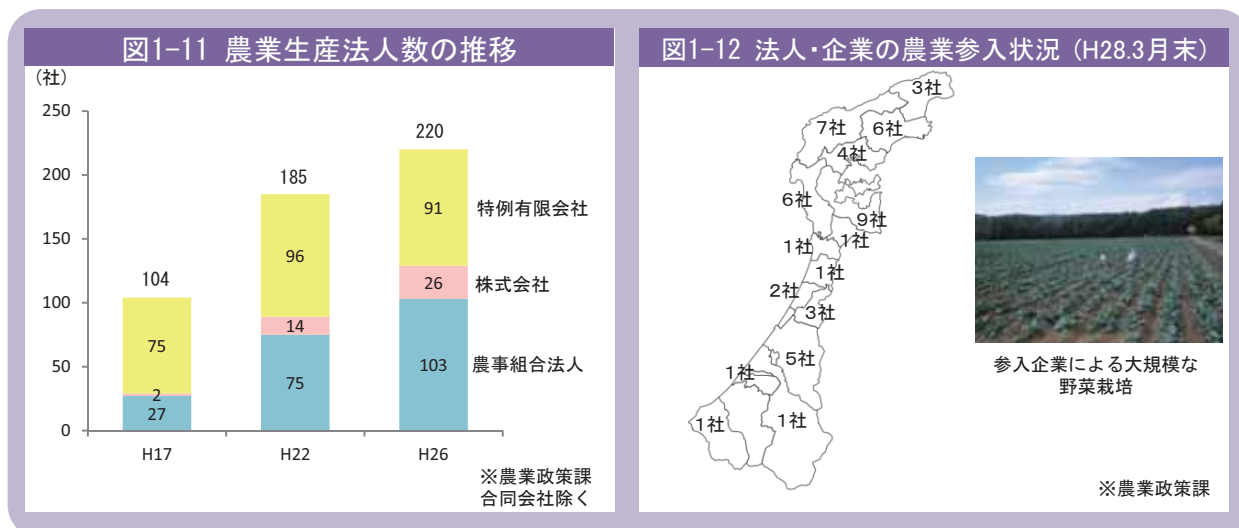 図1-11 農業生産法人数の推移
(社)
250
200
150
100
50
0
104
75
2
27
185
96
14
75
220
91
26
103
特例有限会社
株式会社
農事組合法人
H17
H22
H26
※農業政策課
合同会社除く
図1-12 法人・企業の農業参入状況 (H28.3月末)
3社
7社
6社
4社
6社
9社
1社
1社
1社
2社
3社
5社
1社
1社
1社
参入企業による大規模な
野菜栽培
※農業政策課